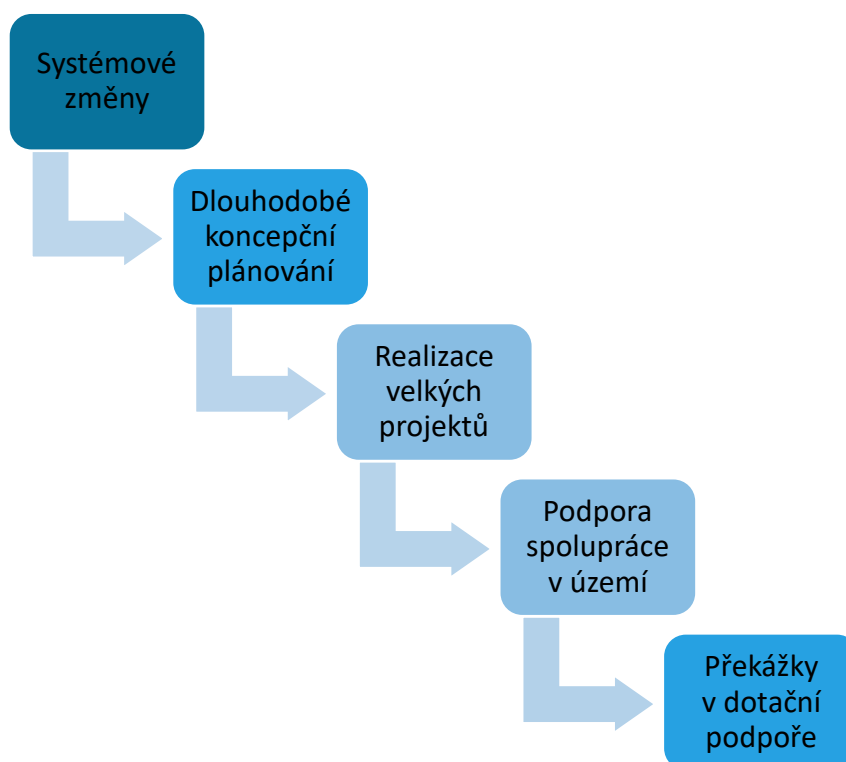 Systémové
změny
Dlouhodobé
koncepční
plánování
Realizace
velkých
projektů
Podpora
spolupráce
v území
Překážky
v dotační
podpoře